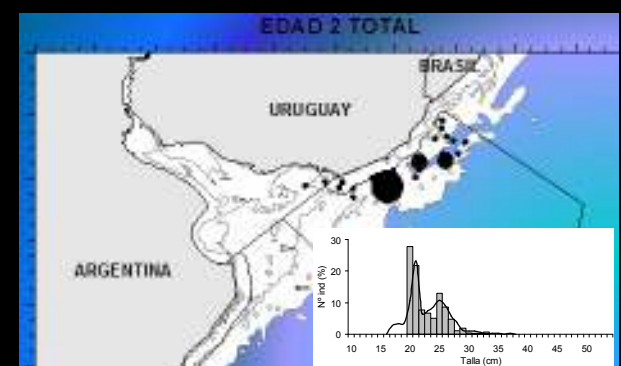 EDAD 2 TOTAL
BRASIL
URUGUAY
ARGENTINA
Nº ind (%)
30
20
10
0
10 15 20 25 30 35 40 45 50
Talla (cm)